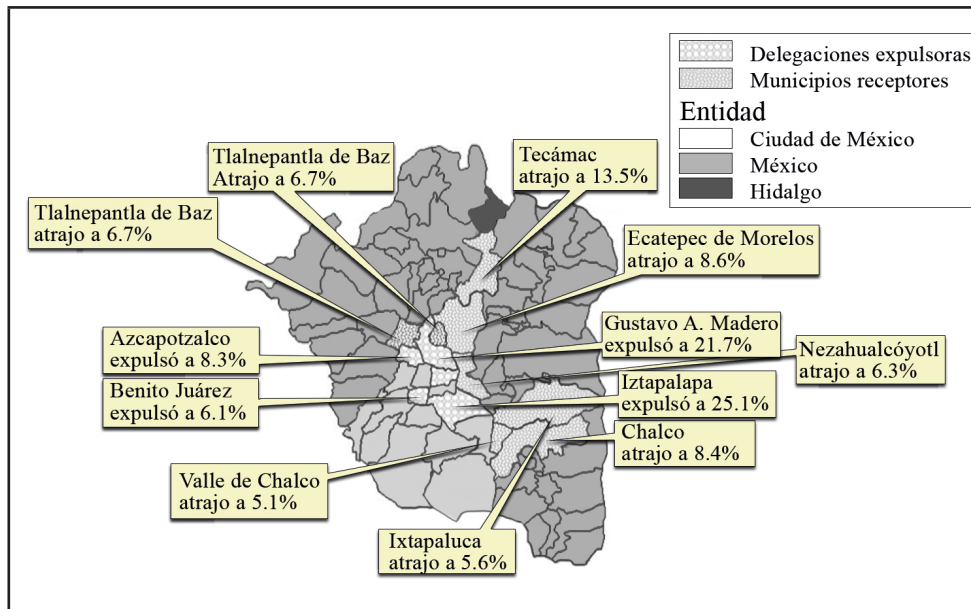 Delegaciones expulsoras
Municipios receptores
Entidad
Ciudad de México
México
Hidalgo
Tlalnepantla de Baz
Atrajo a 6.7%
Tecámac
atrajo a 13.5%
Tlalnepantla de Baz
atrajo a 6.7%
Ecatepec de Morelos
atrajo a 8.6%
Azcapotzalco
expulsó a 8.3%
Gustavo A. Madero
expulsó a 21.7%
Nezahualcóyotl
atrajo a 6.3%
Benito Juárez
expulsó a 6.1%
Iztapalapa
expulsó a 25.1%
Chalco
atrajo a 8.4%
Valle de Chalco
atrajo a 5.1%
Ixtapaluca
atrajo a 5.6%